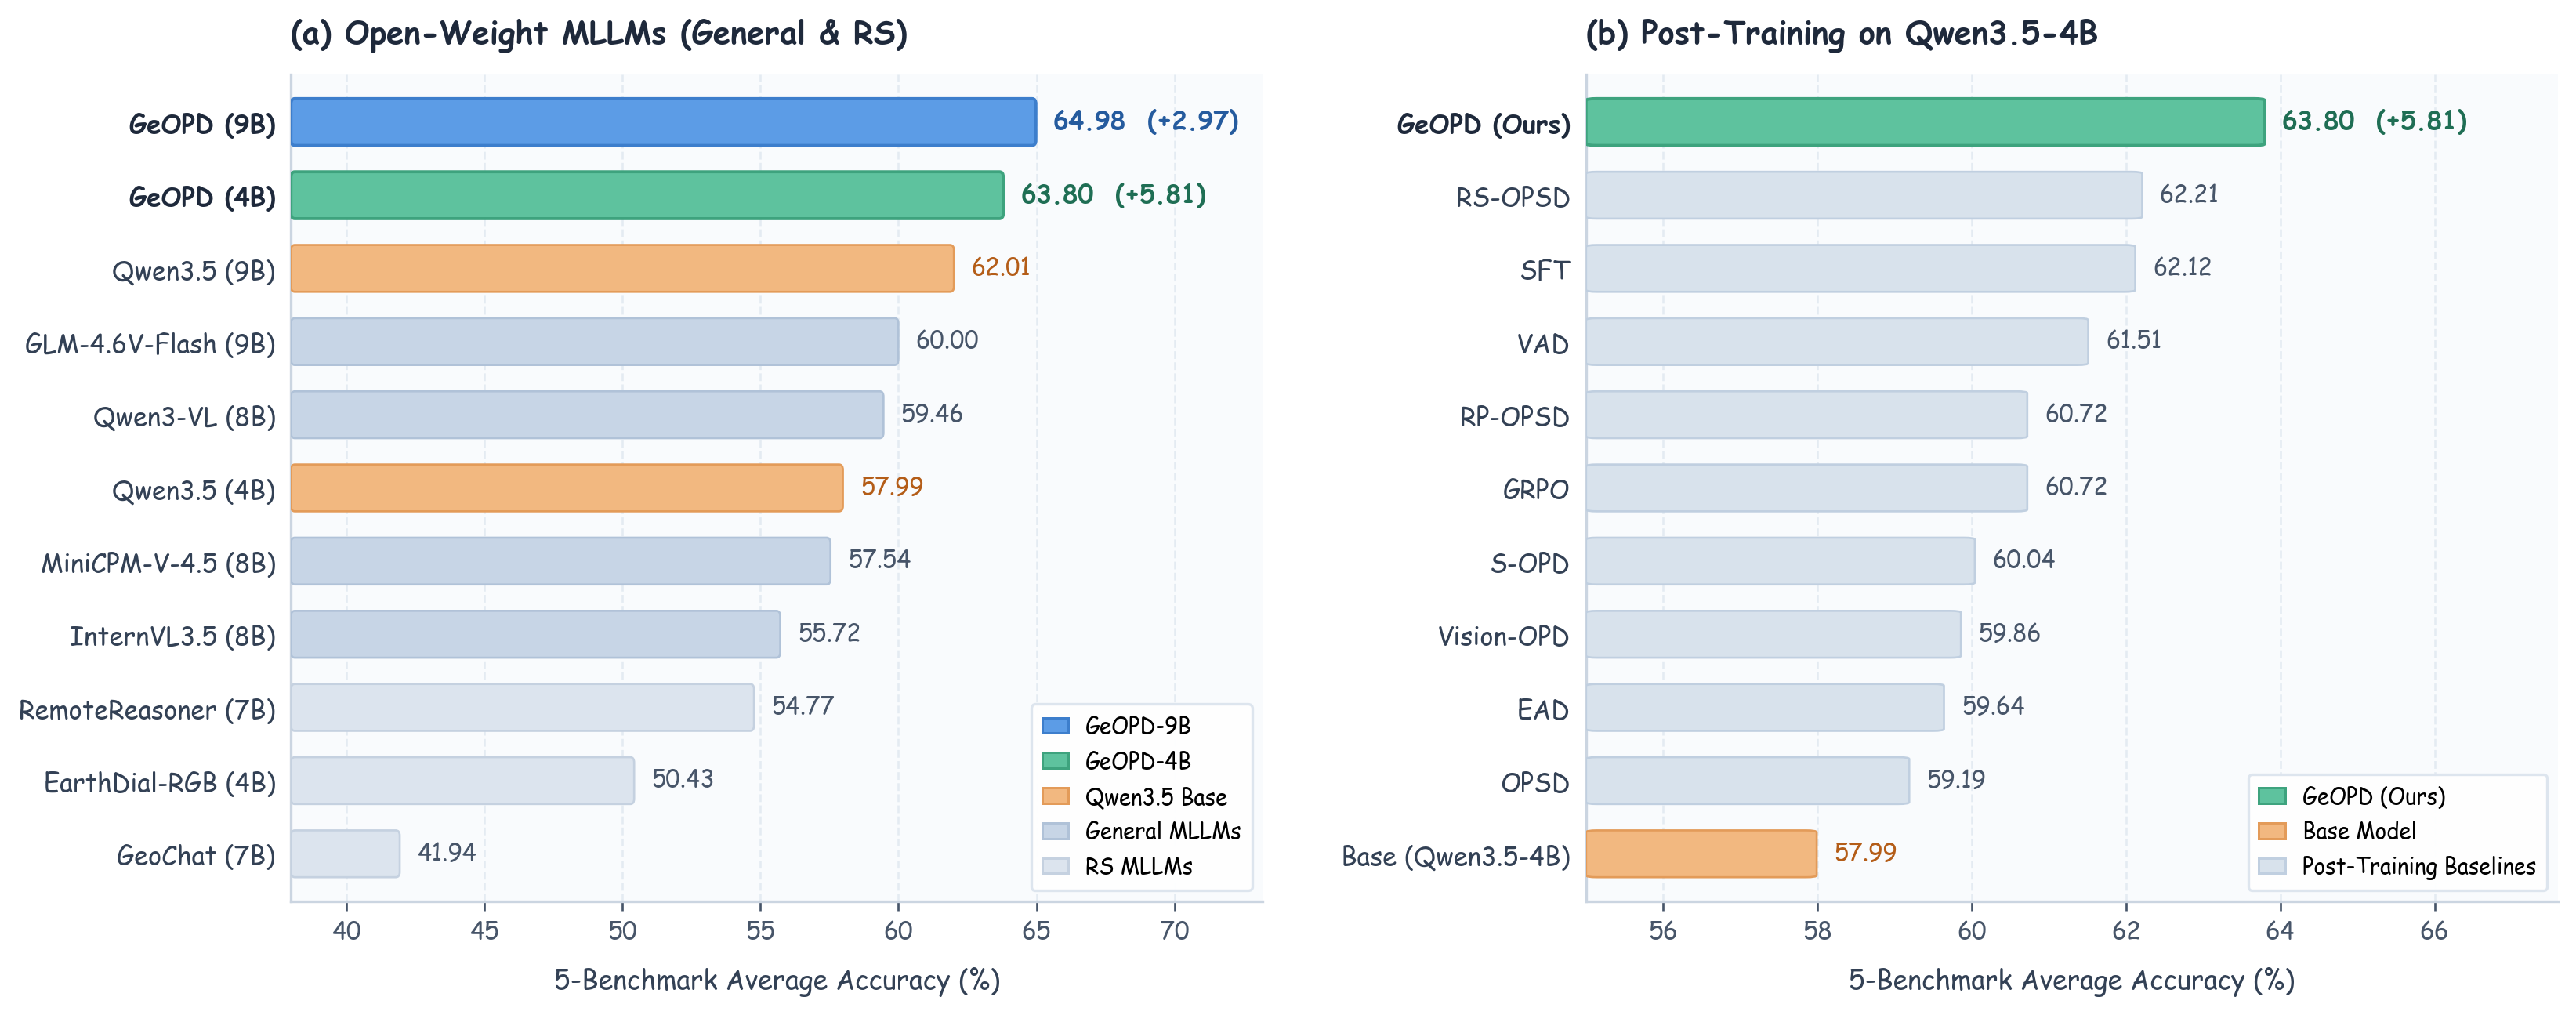 (a) Open-Weight MLLMs (General & RS)
GeOPD (9B) 64.98 (+2.97)
GeOPD (4B) 63.80 (+5.81)
Qwen3.5 (9B) 62.01
GLM-4.6V-Flash (9B) 60.00
Qwen3-VL (8B) 59.46
Qwen3.5 (4B) 57.99
MiniCPM-V-4.5 (8B) 57.54
InternVL3.5 (8B) 55.72
RemoteReasoner (7B) 54.77
EarthDial-RGB (4B) 50.43
GeoChat (7B) 41.94
GeOPD-9B
GeOPD-4B
Qwen3.5 Base
General MLLMs
RS MLLMs
40 45 50 55 60 65 70
5-Benchmark Average Accuracy (%)
(b) Post-Training on Qwen3.5-4B
GeOPD (Ours) 63.80 (+5.81)
RS-OPSD 62.21
SFT 62.12
VAD 61.51
RP-OPSD 60.72
GRPO 60.72
S-OPD 60.04
Vision-OPD 59.86
EAD 59.64
OPSD 59.19
Base (Qwen3.5-4B) 57.99
GeOPD (Ours)
Base Model
Post-Training Baselines
56 58 60 62 64 66
5-Benchmark Average Accuracy (%)